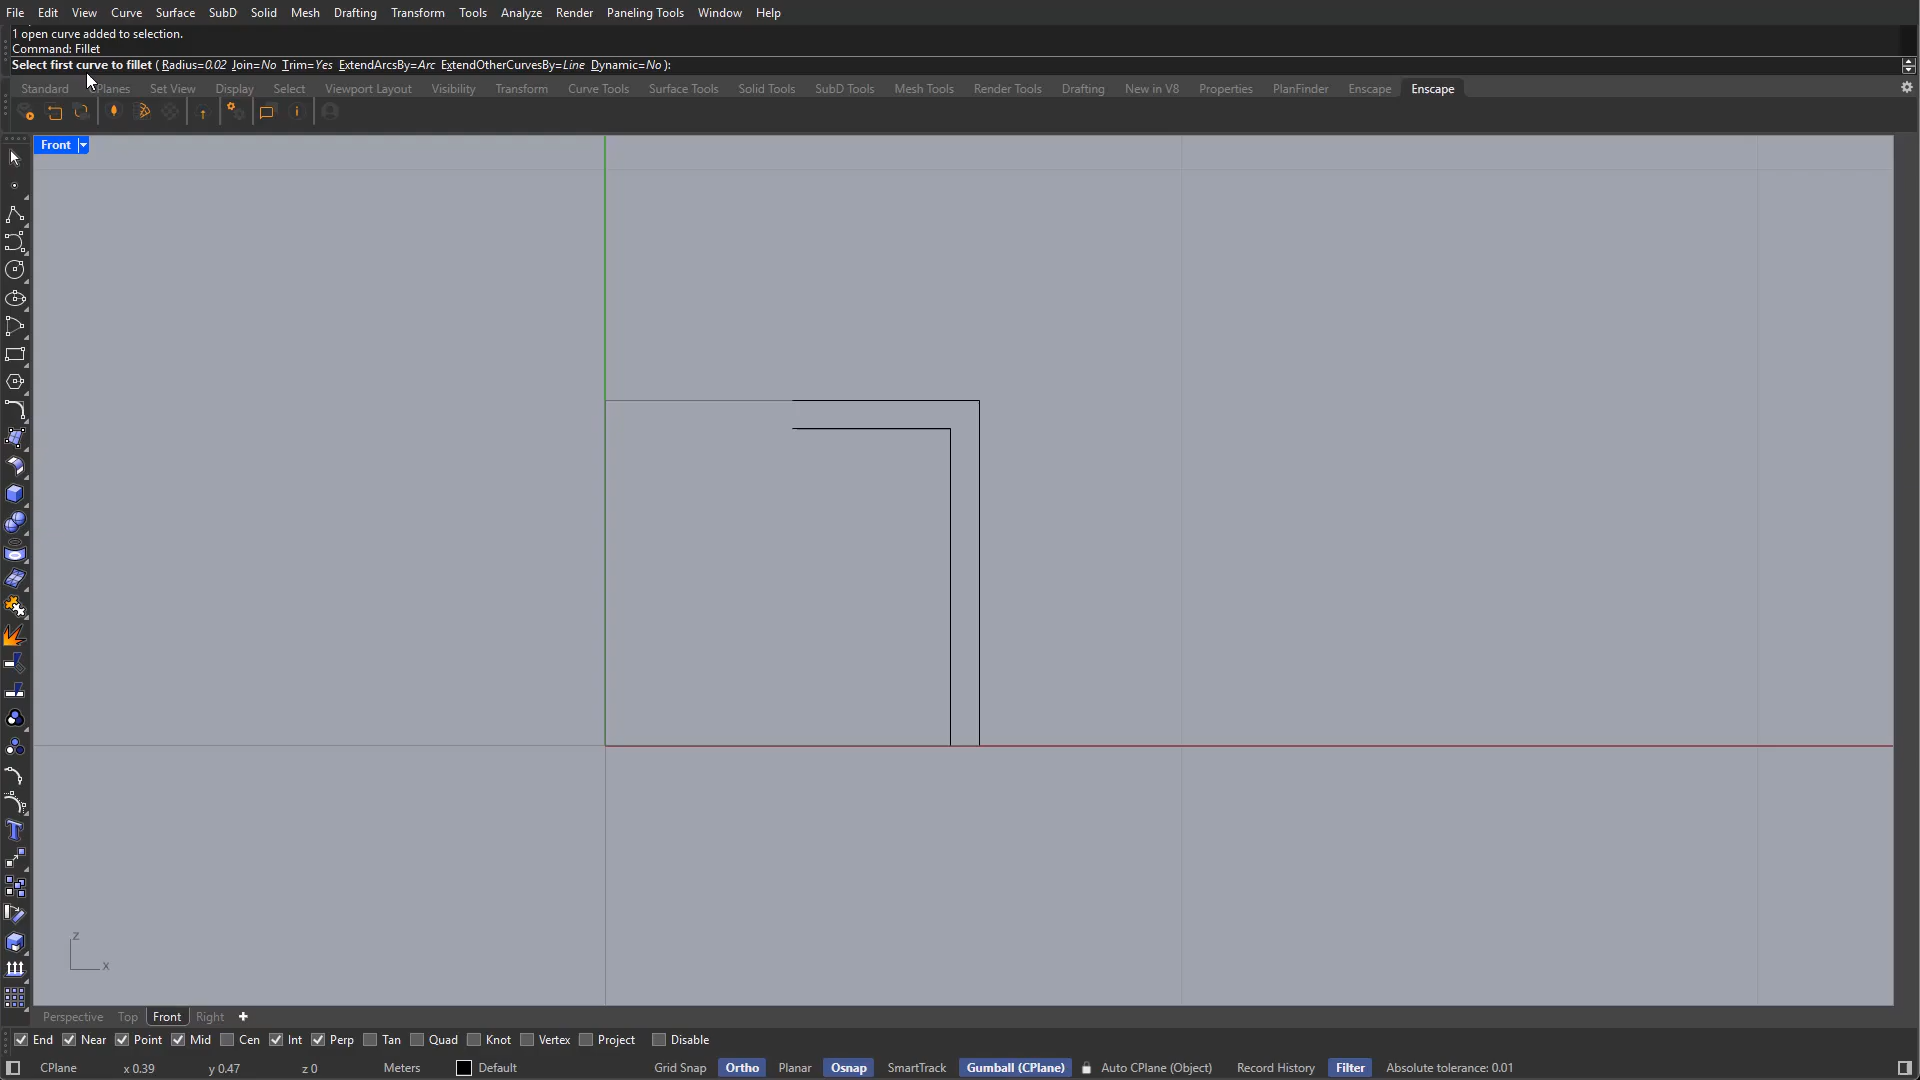 File Edit View Curve Surface SubD Solid Mesh Drafting Transform Tools Analyze Render Paneling Tools Window Help
1 open curve added to selection.
Command: Fillet
Select first curve to fillet ( Radius=0.02 Join=No Trim=Yes ExtendArcsBy=Arc ExtendOtherCurvesBy=Line Dynamic=No ):
Standard Planes Set View Display Select Viewport Layout Visibility Transform Curve Tools Surface Tools Solid Tools SubD Tools Mesh Tools Render Tools Drafting New in V8 Properties PlanFinder Enscape Enscape
Front
z
x
Perspective Top Front Right
End Near Point Mid Cen Int Perp Tan Quad Knot Vertex Project Disable
CPlane x 0.39 y 0.47 z 0 Meters Default Grid Snap Ortho Planar Osnap SmartTrack Gumball (CPlane) Auto CPlane (Object) Record History Filter Absolute tolerance: 0.01